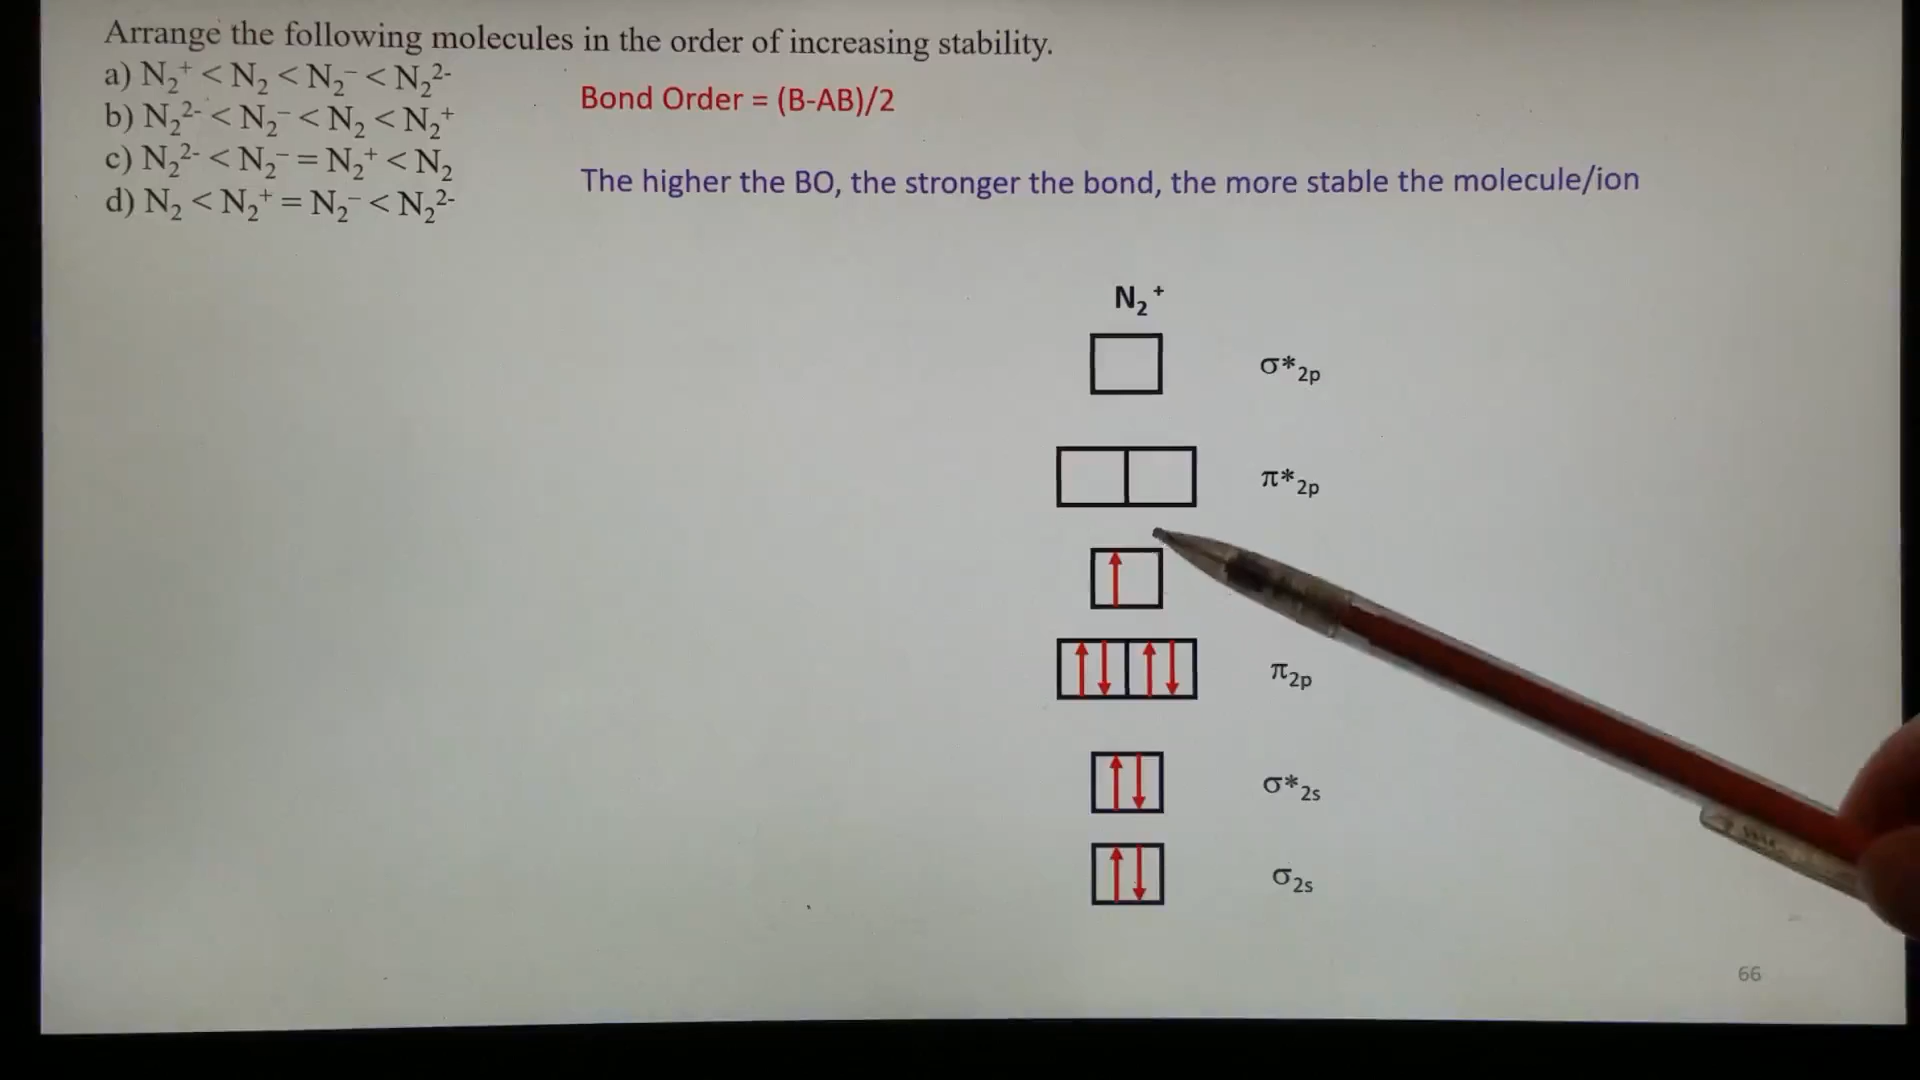 Arrange the following molecules in the order of increasing stability.
a) N₂⁺ < N₂ < N₂⁻ < N₂²⁻
b) N₂²⁻ < N₂⁻ < N₂ < N₂⁺
c) N₂²⁻ < N₂⁻ = N₂⁺ < N₂
d) N₂ < N₂⁺ = N₂⁻ < N₂²⁻
Bond Order = (B-AB)/2
The higher the BO, the stronger the bond, the more stable the molecule/ion
N₂⁺
σ*₂p
π*₂p
π₂p
σ*₂s
σ₂s
66